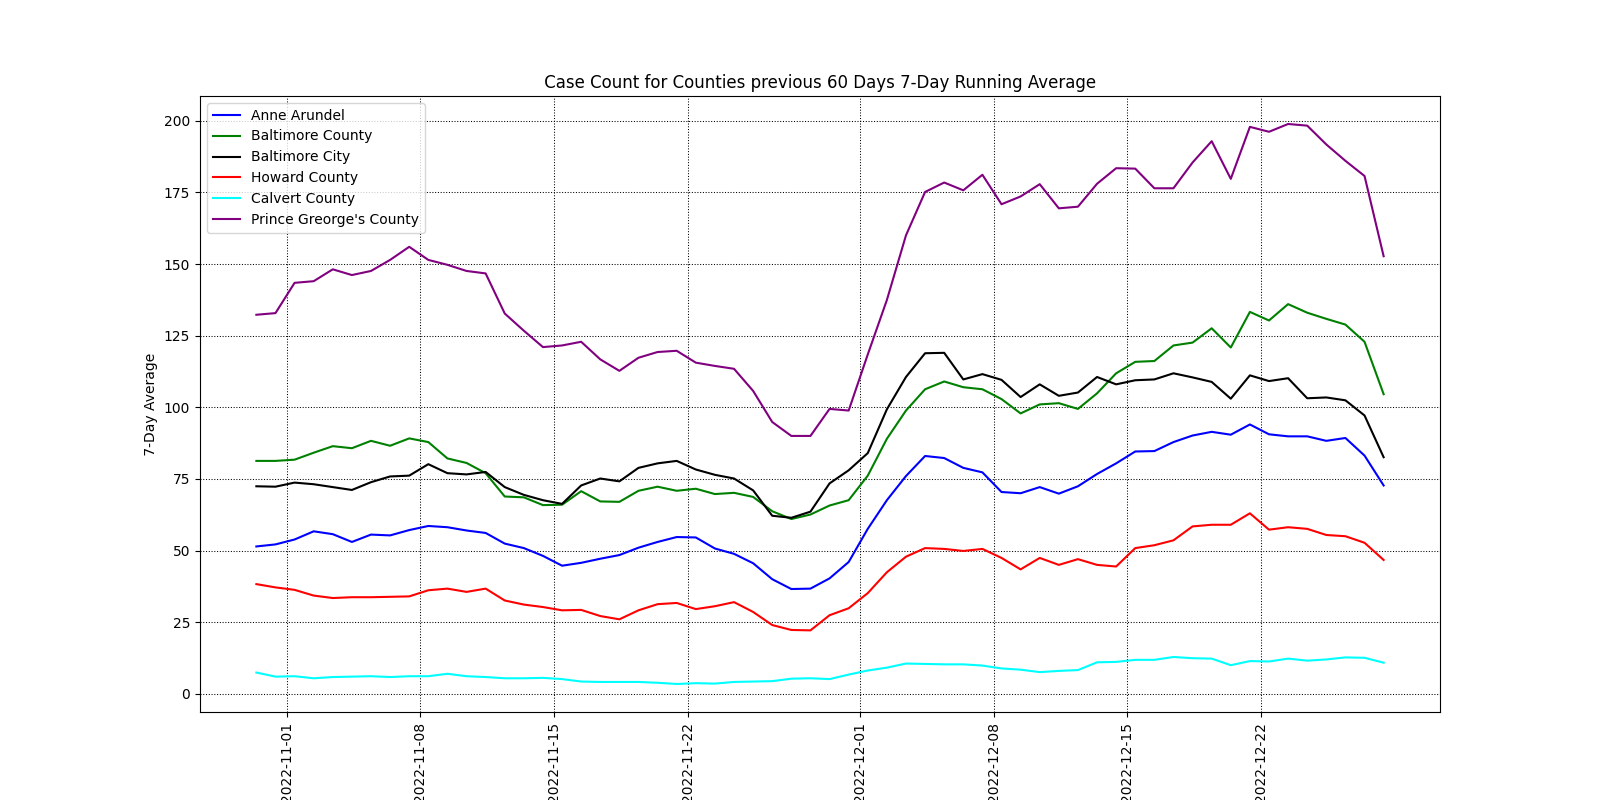 Case Count for Counties previous 60 Days 7-Day Running Average
Anne Arundel
Baltimore County
Baltimore City
Howard County
Calvert County
Prince Greorge's County
7-Day Average
200
175
150
125
100
75
50
25
0
2022-11-01
2022-11-08
2022-11-15
2022-11-22
2022-12-01
2022-12-08
2022-12-15
2022-12-22